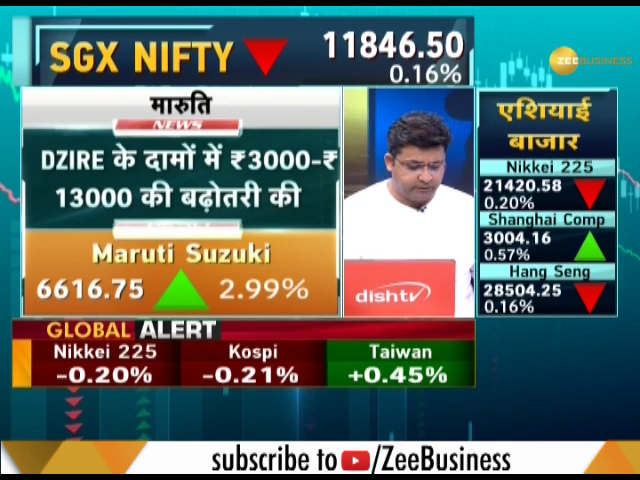 SGX NIFTY
11846.50
0.16%
ZEEBUSINESS
मारुति
NEWS
DZIRE के दामों में ₹3000-₹
13000 की बढ़ोतरी की
Maruti Suzuki
6616.75
2.99%
dishtv
एशियाई
बाजार
Nikkei 225
21420.58
0.20%
Shanghai Comp
3004.16
0.57%
Hang Seng
28504.25
0.16%
GLOBAL ALERT
Nikkei 225
-0.20%
Kospi
-0.21%
Taiwan
+0.45%
subscribe to /ZeeBusiness